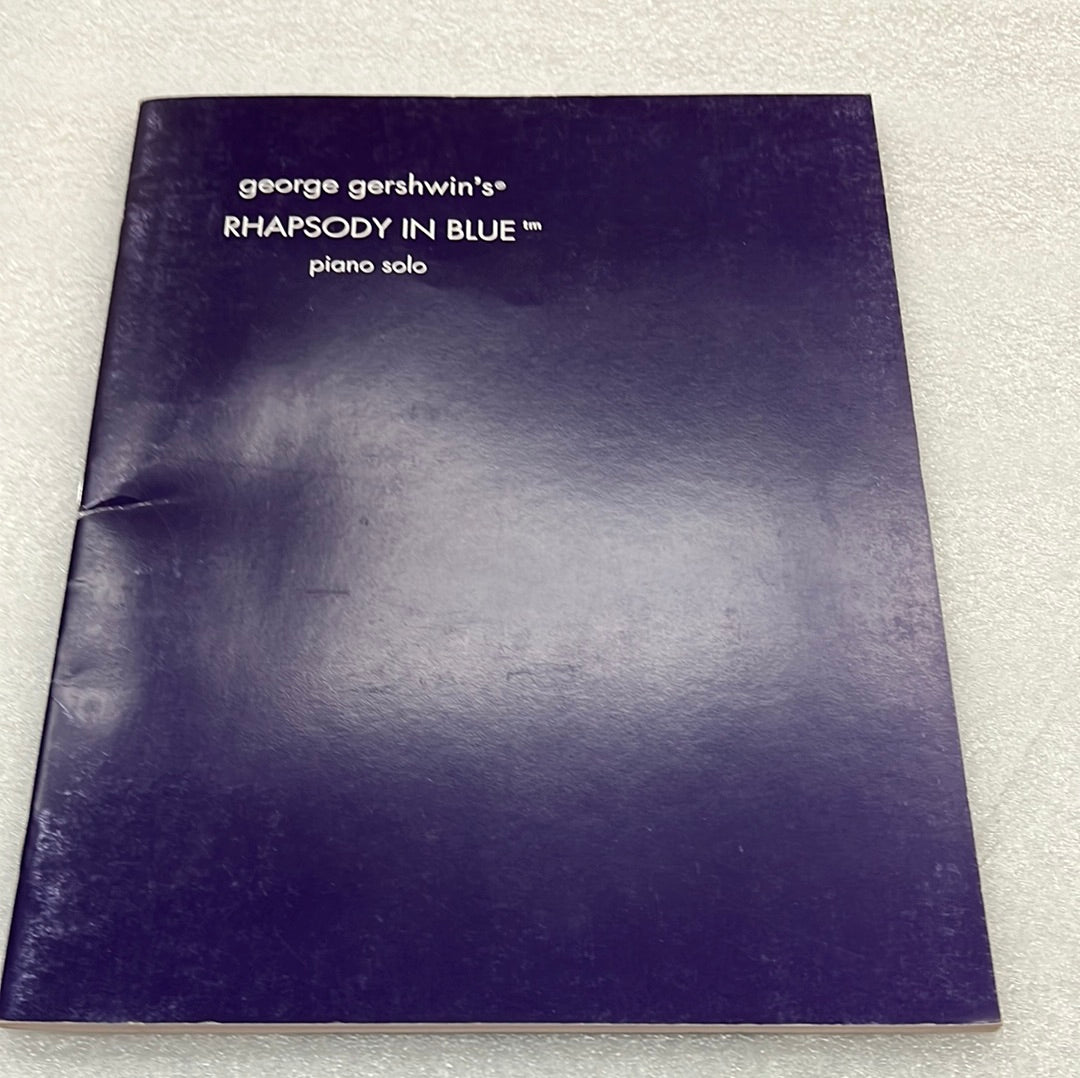 george gershwin's®
RHAPSODY IN BLUE ™
piano solo